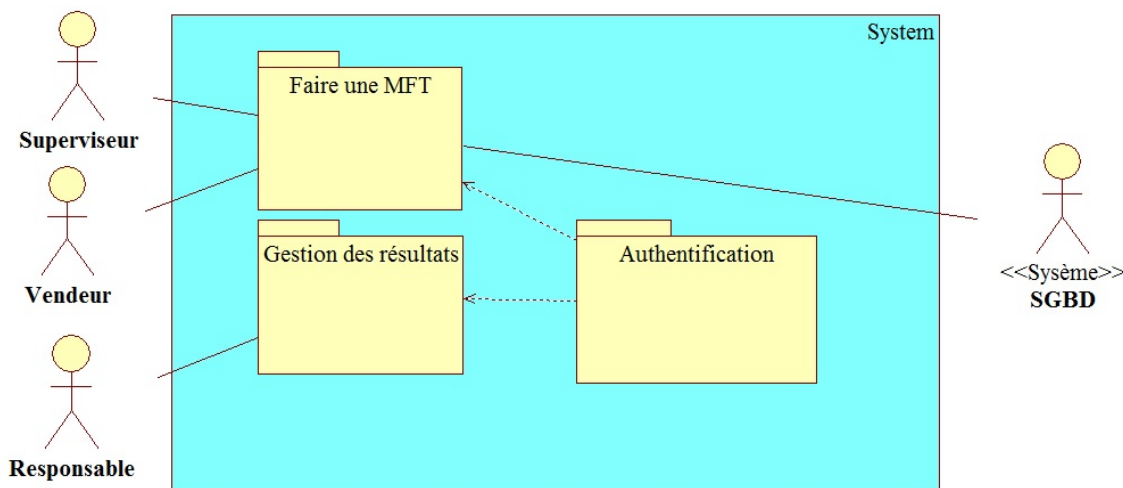 System
Faire une MFT
Superviseur
Gestion des résultats
Authentification
<<Sysème>>
SGBD
Vendeur
Responsable